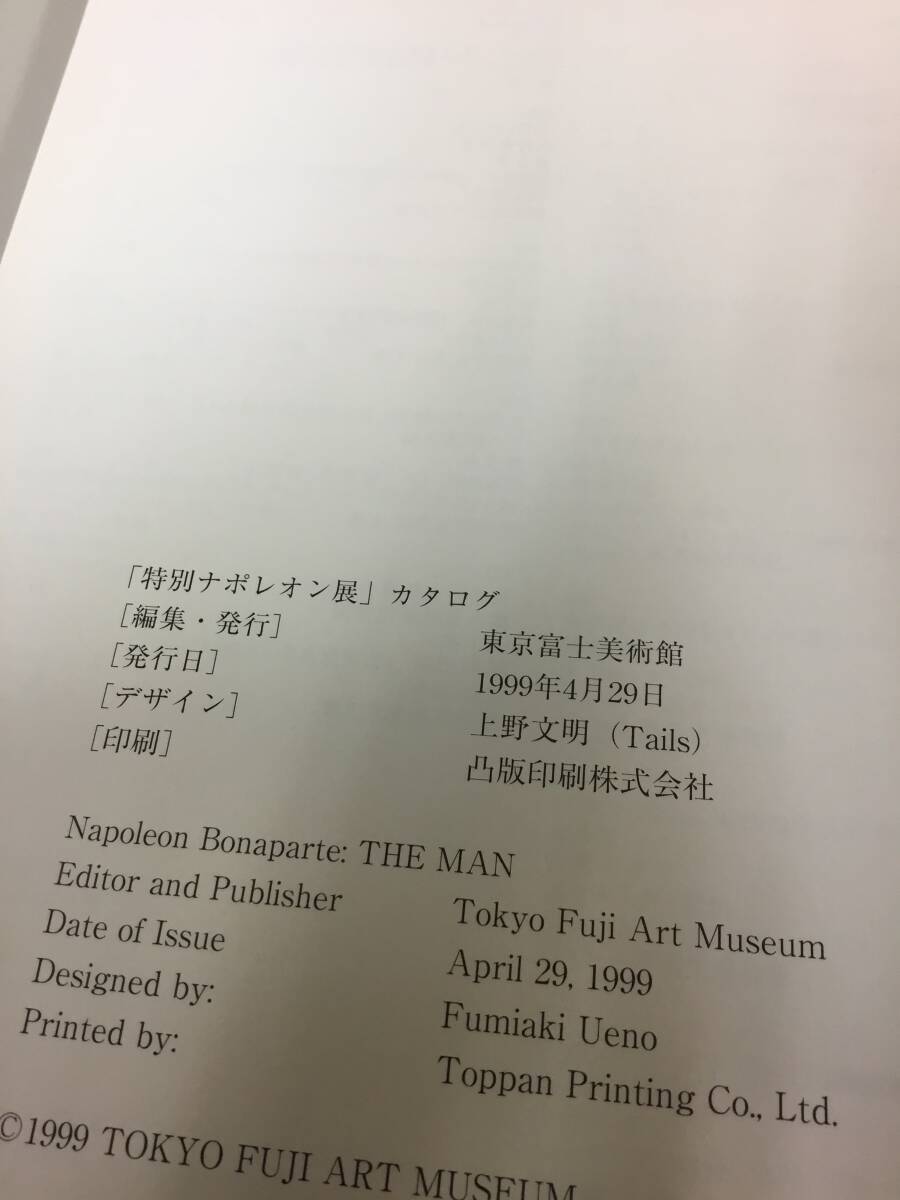 「特別ナポレオン展」カタログ
［編集・発行］ 東京富士美術館
［発行日］ 1999年4月29日
［デザイン］ 上野文明（Tails）
［印刷］ 凸版印刷株式会社
Napoleon Bonaparte: THE MAN
Editor and Publisher Tokyo Fuji Art Museum
Date of Issue April 29, 1999
Designed by: Fumiaki Ueno
Printed by: Toppan Printing Co., Ltd.
©1999 TOKYO FUJI ART MUSEUM